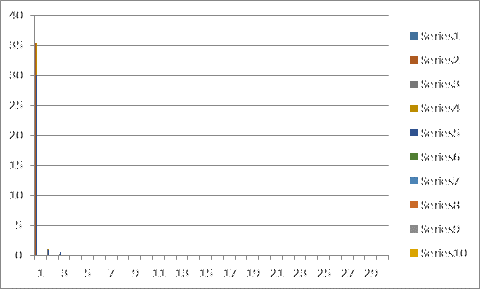 40
35
30
25
20
15
10
5
0
1 3 5 7 9 11 13 15 17 19 21 23 25 27 29
Series1
Series2
Series3
Series4
Series5
Series6
Series7
Series8
Series9
Series10